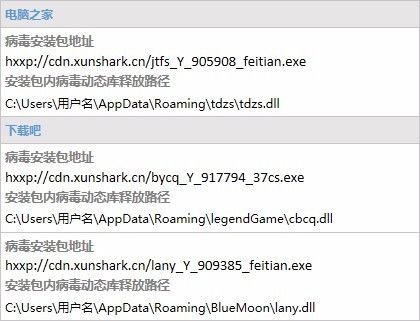 电脑之家
病毒安装包地址
hxxp://cdn.xunshark.cn/jtfs_Y_905908_feitian.exe
安装包内病毒动态库释放路径
C:\Users\用户名\AppData\Roaming\tdzs\tdzs.dll
下载吧
病毒安装包地址
hxxp://cdn.xunshark.cn/bycq_Y_917794_37cs.exe
安装包内病毒动态库释放路径
C:\Users\用户名\AppData\Roaming\legendGame\cbcq.dll
病毒安装包地址
hxxp://cdn.xunshark.cn/lany_Y_909385_feitian.exe
安装包内病毒动态库释放路径
C:\Users\用户名\AppData\Roaming\BlueMoon\lany.dll